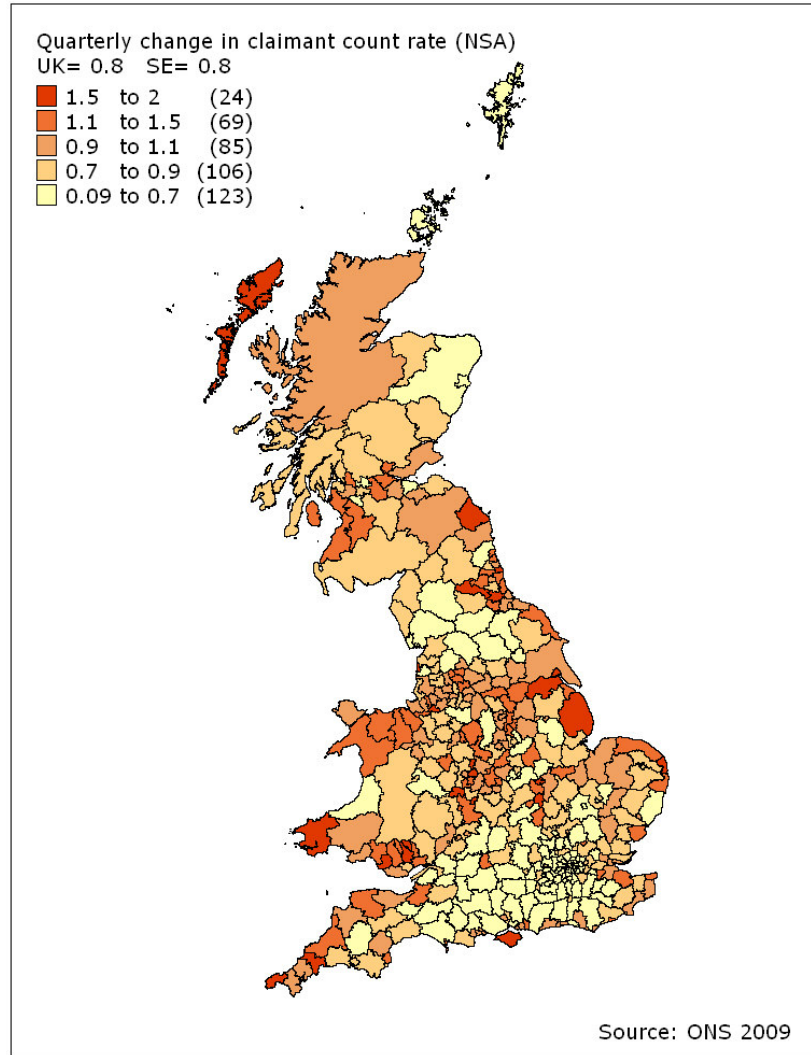 Quarterly change in claimant count rate (NSA)
UK= 0.8 SE= 0.8
1.5 to 2 (24)
1.1 to 1.5 (69)
0.9 to 1.1 (85)
0.7 to 0.9 (106)
0.09 to 0.7 (123)
Source: ONS 2009